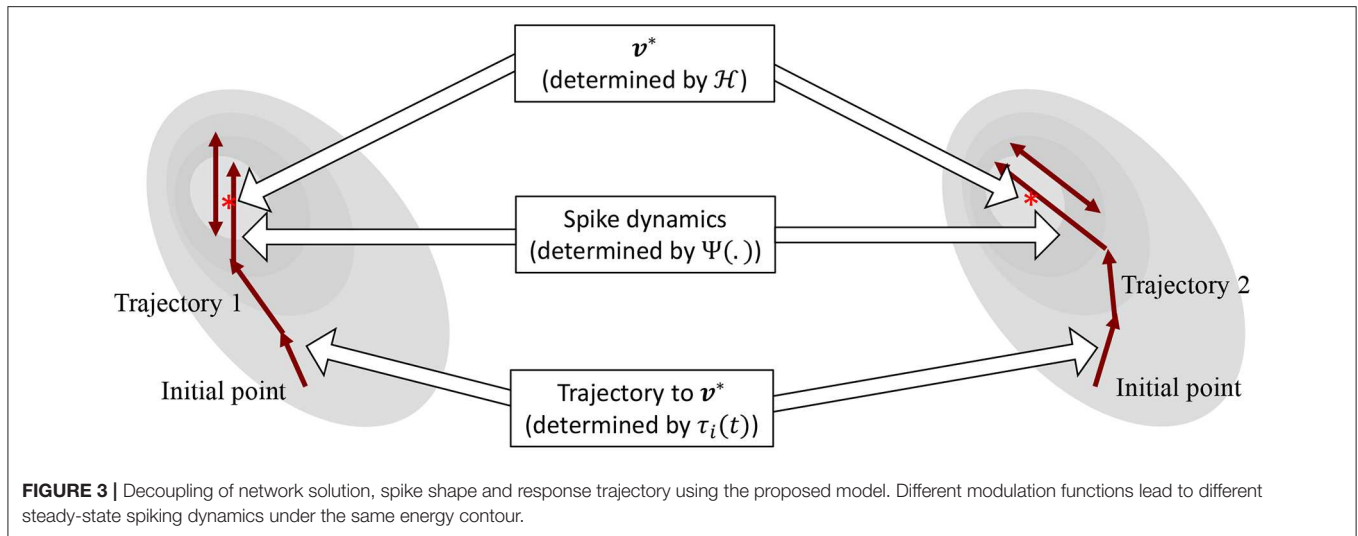 v*
(determined by ℋ)
*
*
Spike dynamics
(determined by Ψ(.))
Trajectory 1
Trajectory 2
Initial point
Trajectory to v*
(determined by τᵢ(t))
Initial point
FIGURE 3 | Decoupling of network solution, spike shape and response trajectory using the proposed model. Different modulation functions lead to different
steady-state spiking dynamics under the same energy contour.